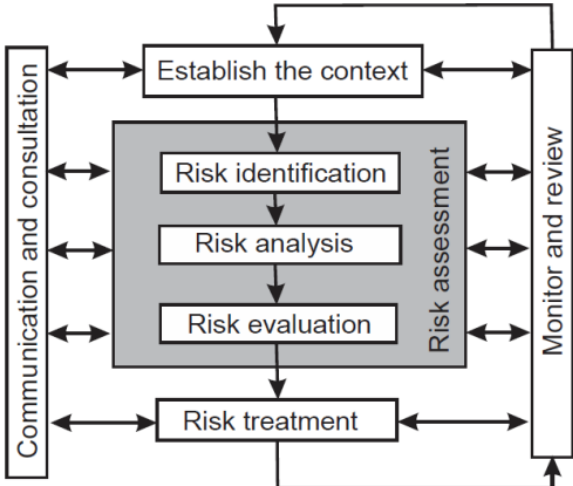 Establish the context
Communication and consultation
Risk identification
Risk analysis
Risk evaluation
Risk assessment
Monitor and review
Risk treatment